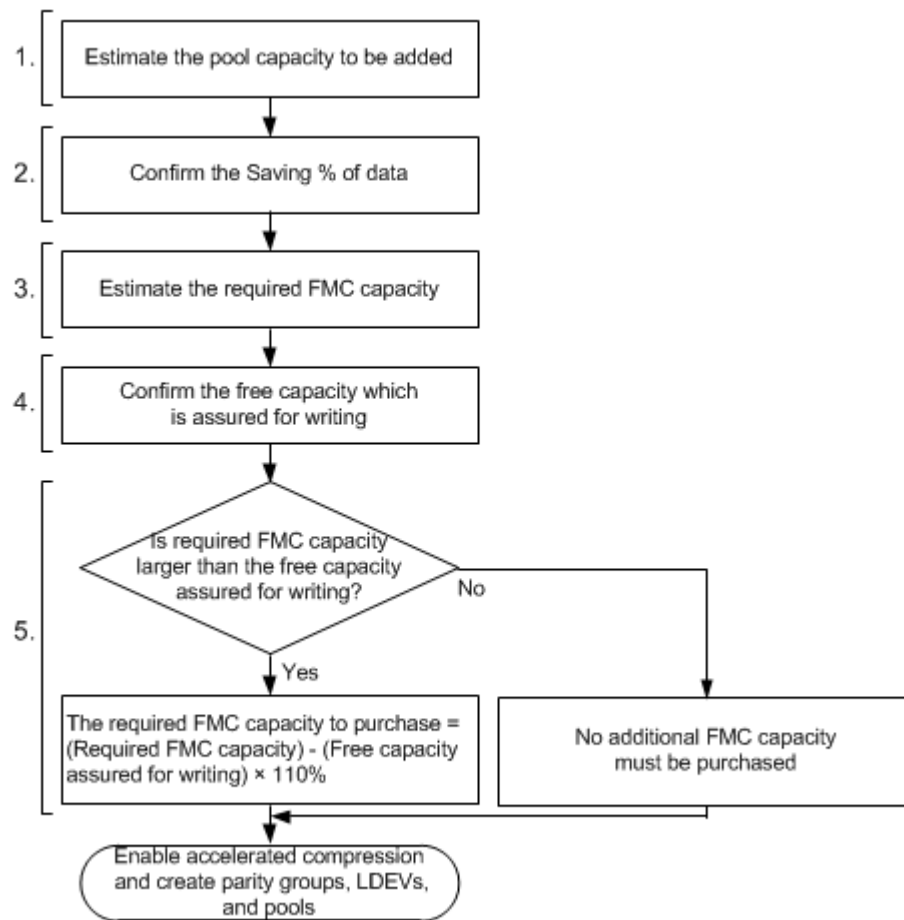 1.
Estimate the pool capacity to be added
2.
Confirm the Saving % of data
3.
Estimate the required FMC capacity
4.
Confirm the free capacity which
is assured for writing
5.
Is required FMC capacity
larger than the free capacity
assured for writing?
No
Yes
The required FMC capacity to purchase =
(Required FMC capacity) - (Free capacity
assured for writing) × 110%
No additional FMC capacity
must be purchased
Enable accelerated compression
and create parity groups, LDEVs,
and pools